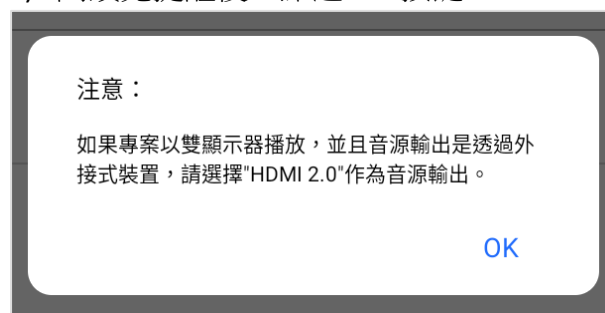 注意：
如果專案以雙顯示器播放，並且音源輸出是透過外
接式裝置，請選擇"HDMI 2.0"作為音源輸出。
OK